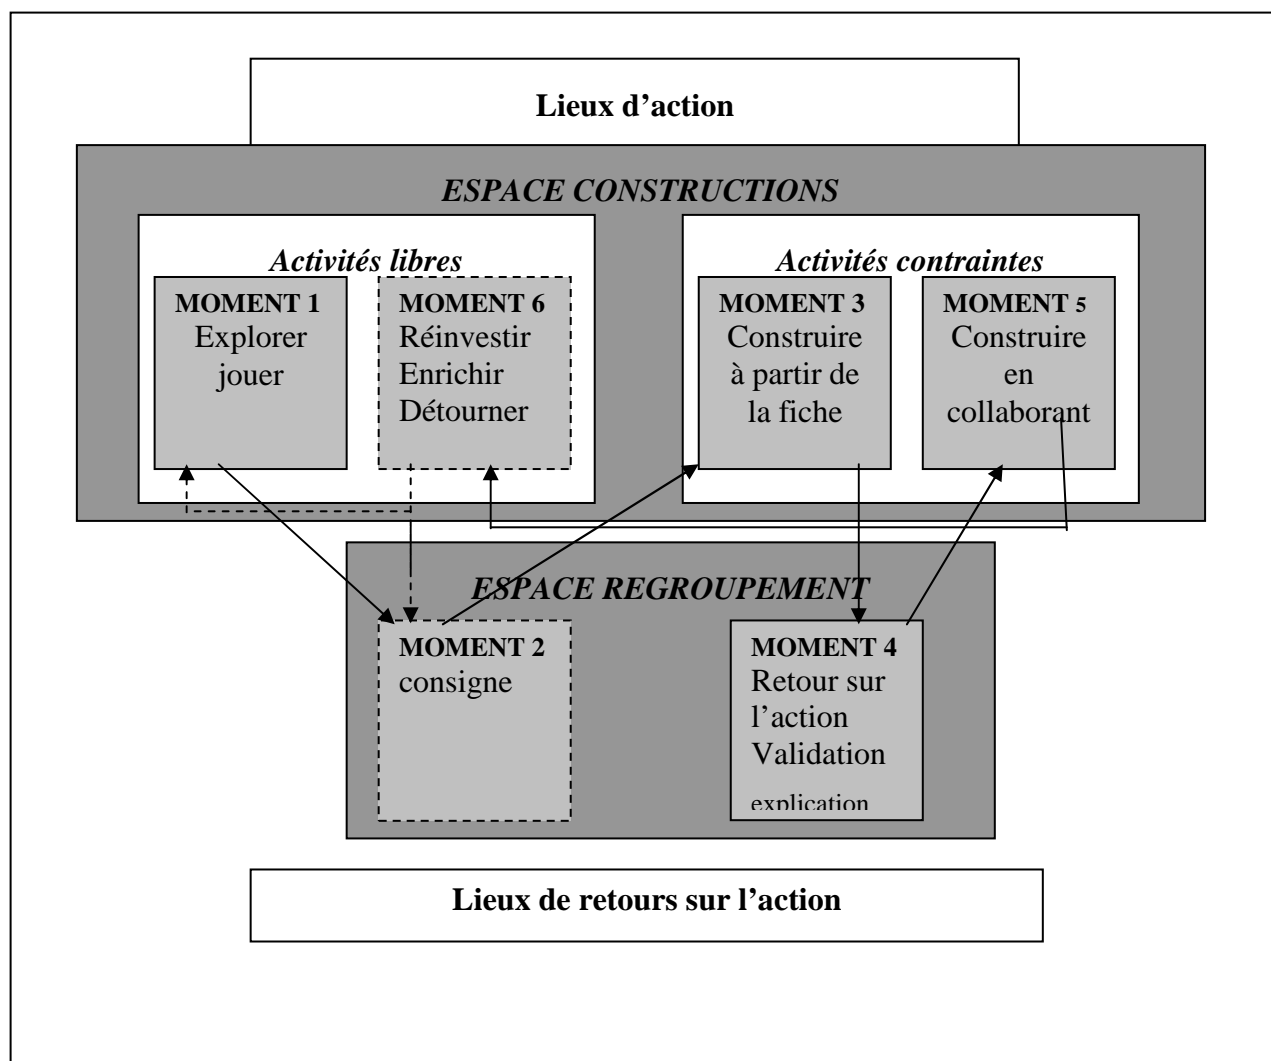 Lieux d’action
ESPACE CONSTRUCTIONS
Activités libres
MOMENT 1
Explorer
jouer
MOMENT 6
Réinvestir
Enrichir
Détourner
Activités contraintes
MOMENT 3
Construire
à partir de
la fiche
MOMENT 5
Construire
en
collaborant
ESPACE REGROUPEMENT
MOMENT 2
consigne
MOMENT 4
Retour sur
l’action
Validation
explication
Lieux de retours sur l’action